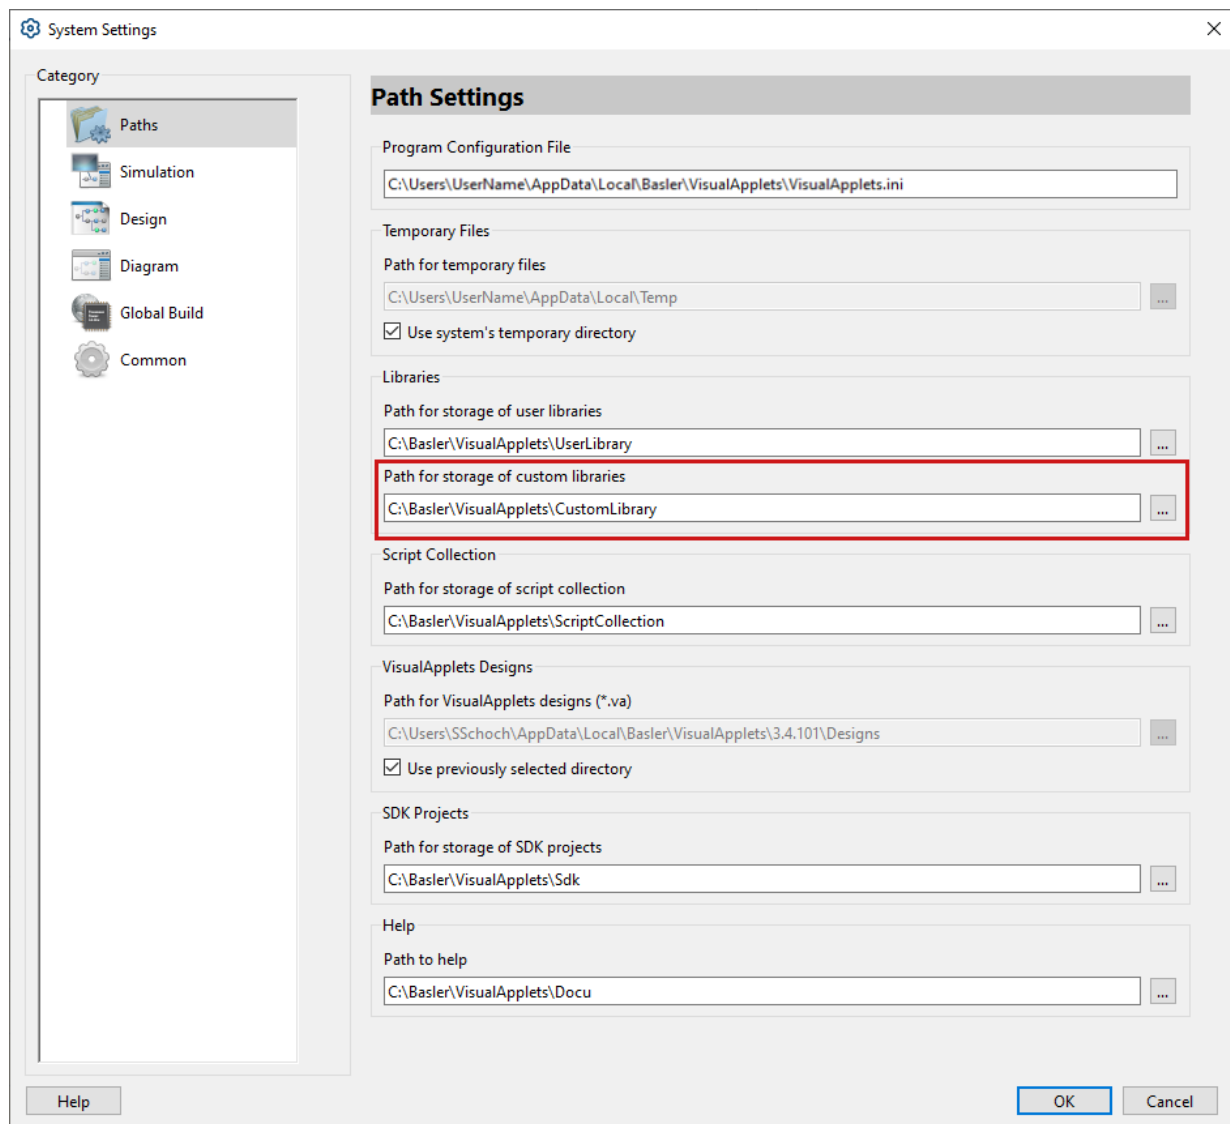 System Settings
Category
Paths
Simulation
Design
Diagram
Global Build
Common
Path Settings
Program Configuration File
C:\Users\UserName\AppData\Local\Basler\VisualApplets\VisualApplets.ini
Temporary Files
Path for temporary files
C:\Users\UserName\AppData\Local\Temp
...
Use system's temporary directory
Libraries
Path for storage of user libraries
C:\Basler\VisualApplets\UserLibrary
...
Path for storage of custom libraries
C:\Basler\VisualApplets\CustomLibrary
...
Script Collection
Path for storage of script collection
C:\Basler\VisualApplets\ScriptCollection
...
VisualApplets Designs
Path for VisualApplets designs (*.va)
C:\Users\SSchoch\AppData\Local\Basler\VisualApplets\3.4.101\Designs
...
Use previously selected directory
SDK Projects
Path for storage of SDK projects
C:\Basler\VisualApplets\Sdk
...
Help
Path to help
C:\Basler\VisualApplets\Docu
...
Help
OK
Cancel